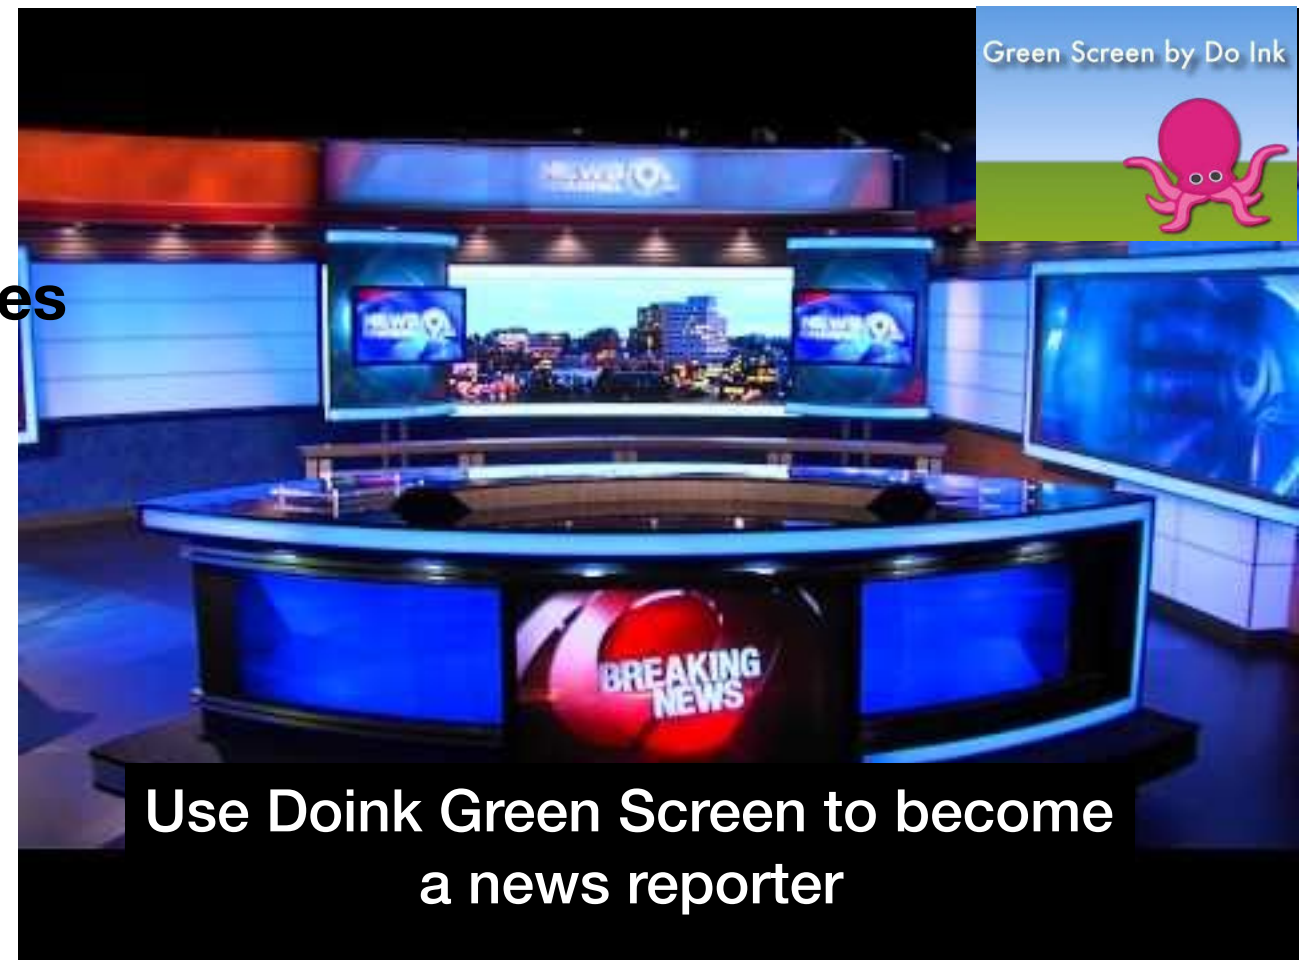 Green Screen by Do Ink
es
BREAKING
NEWS
Use Doink Green Screen to become
a news reporter